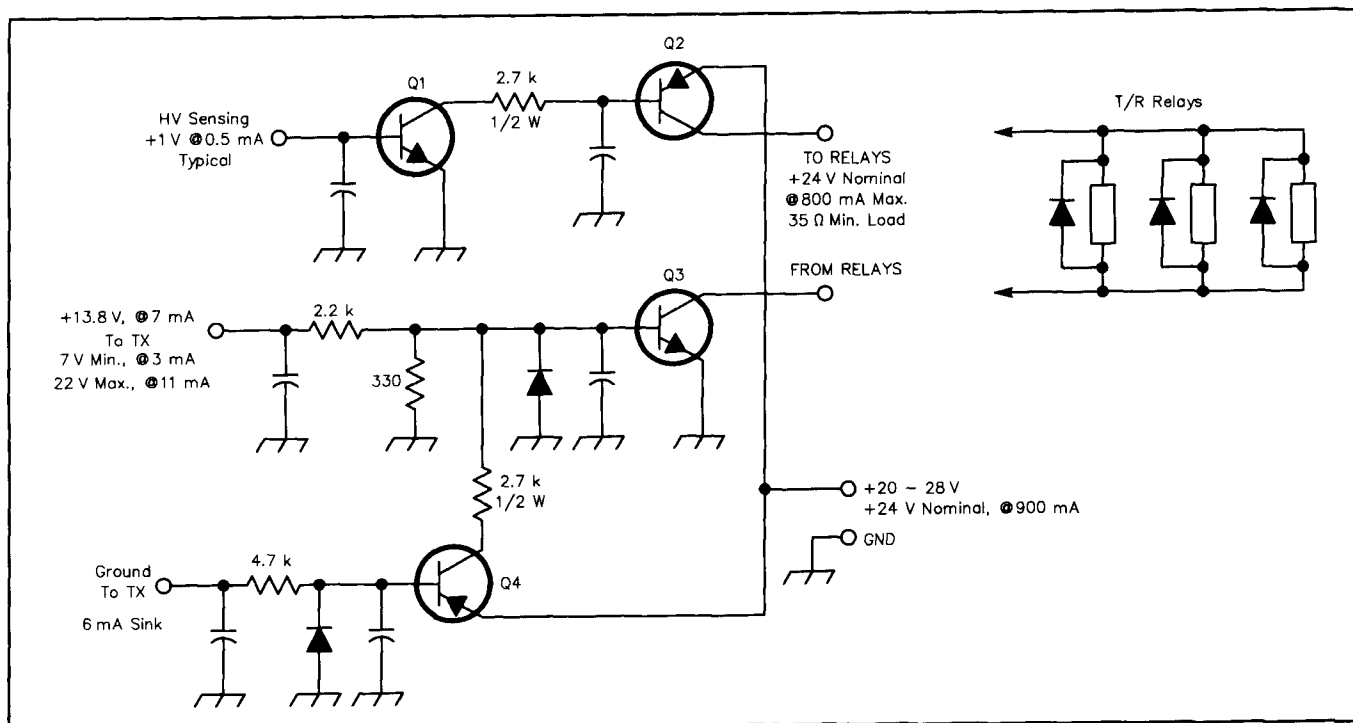 Q1
2.7 k
1/2 W
Q2
HV Sensing
+1 V @0.5 mA
Typical
T/R Relays
TO RELAYS
+24 V Nominal
@800 mA Max.
35 Ω Min. Load
FROM RELAYS
Q3
+13.8 V, @7 mA
To TX
7 V Min., @3 mA
22 V Max., @11 mA
2.2 k
330
2.7 k
1/2 W
+20 – 28 V
+24 V Nominal, @900 mA
GND
Ground
To TX
6 mA Sink
4.7 k
Q4